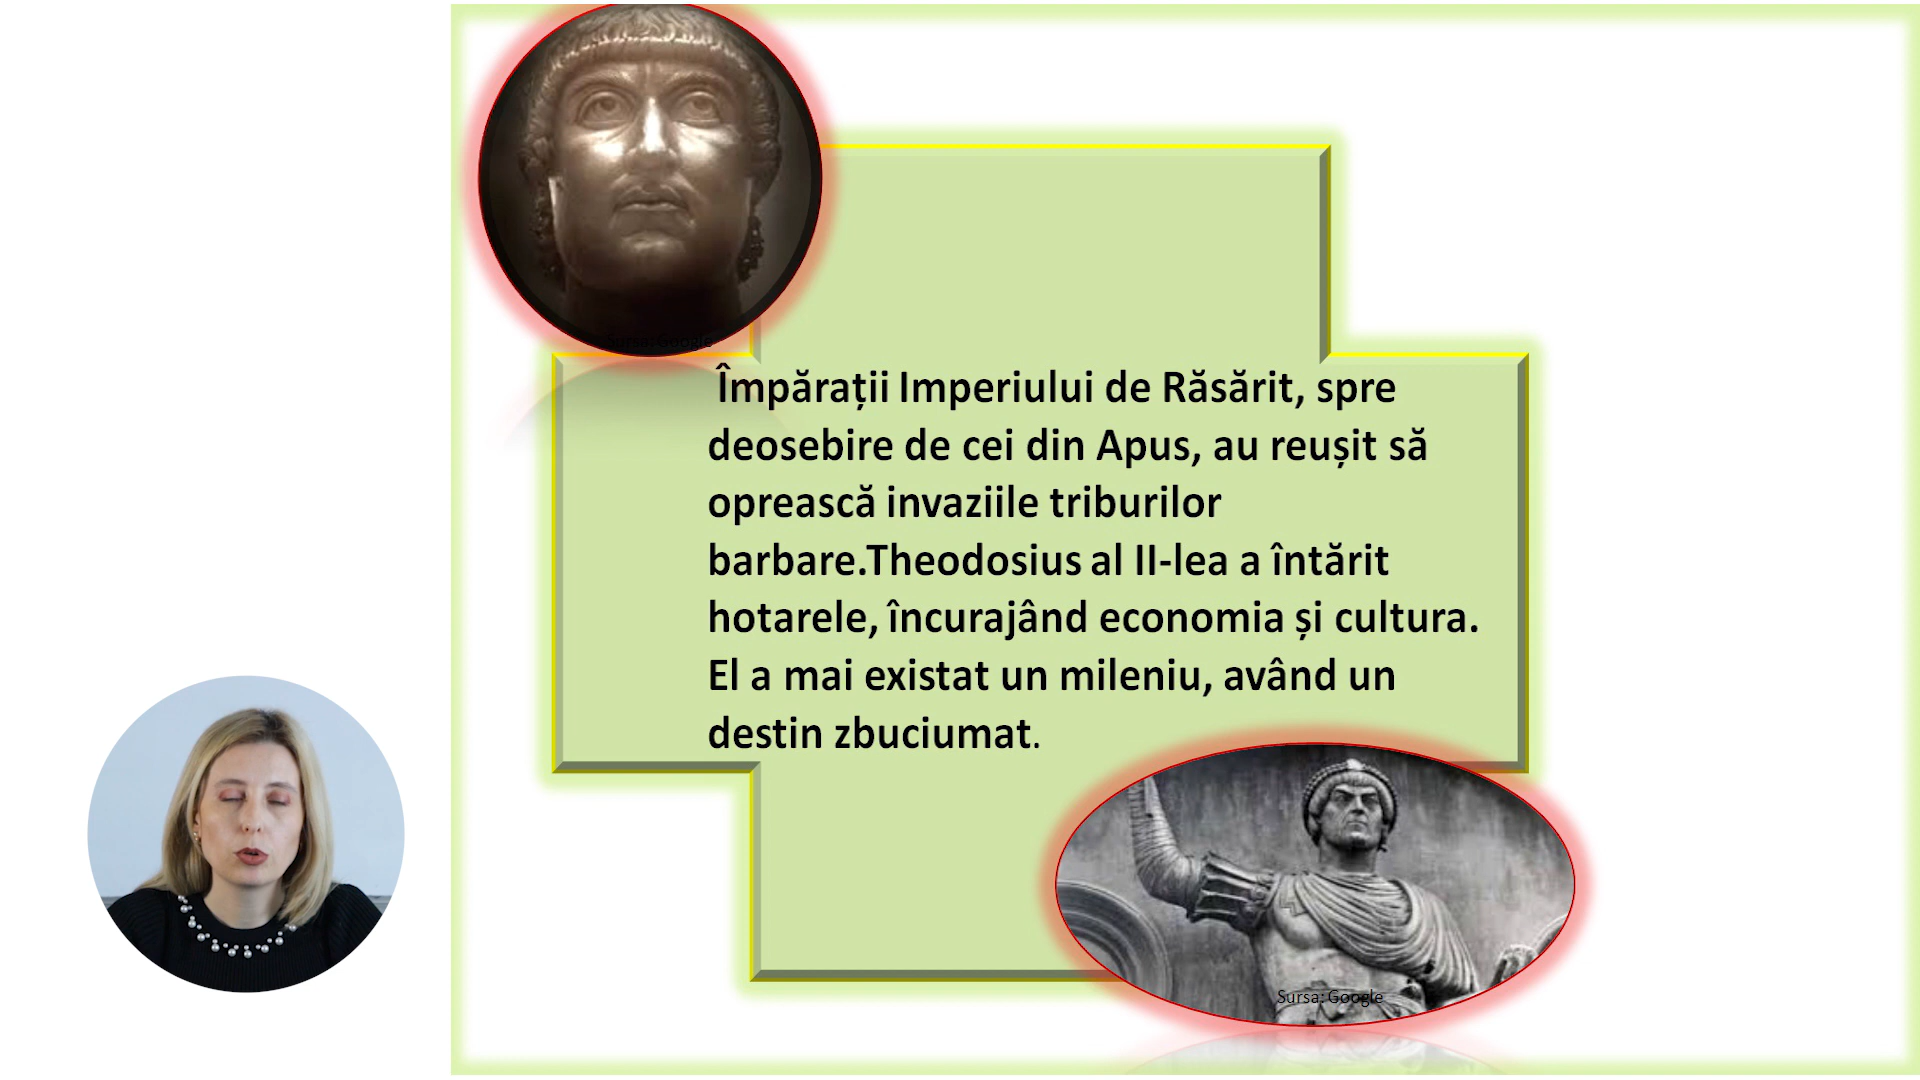 Sursa: Google
Împărații Imperiului de Răsărit, spre
deosebire de cei din Apus, au reușit să
oprească invaziile triburilor
barbare.Theodosius al II-lea a întărit
hotarele, încurajând economia și cultura.
El a mai existat un mileniu, având un
destin zbuciumat.
Sursa: Google